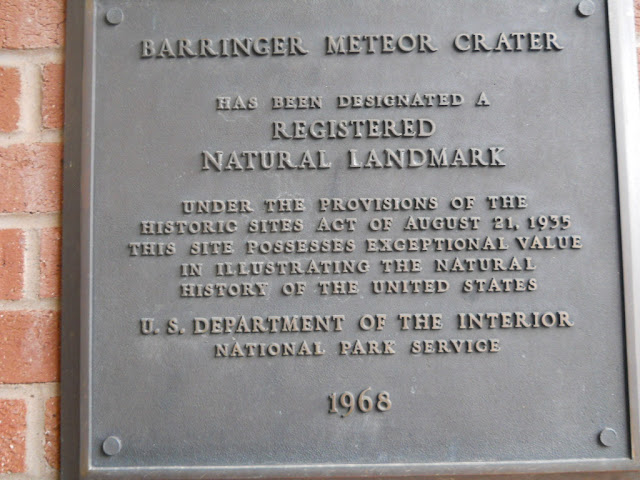 BARRINGER METEOR CRATER
HAS BEEN DESIGNATED A
REGISTERED
NATURAL LANDMARK
UNDER THE PROVISIONS OF THE
HISTORIC SITES ACT OF AUGUST 21, 1935
THIS SITE POSSESSES EXCEPTIONAL VALUE
IN ILLUSTRATING THE NATURAL
HISTORY OF THE UNITED STATES
U. S. DEPARTMENT OF THE INTERIOR
NATIONAL PARK SERVICE
1968